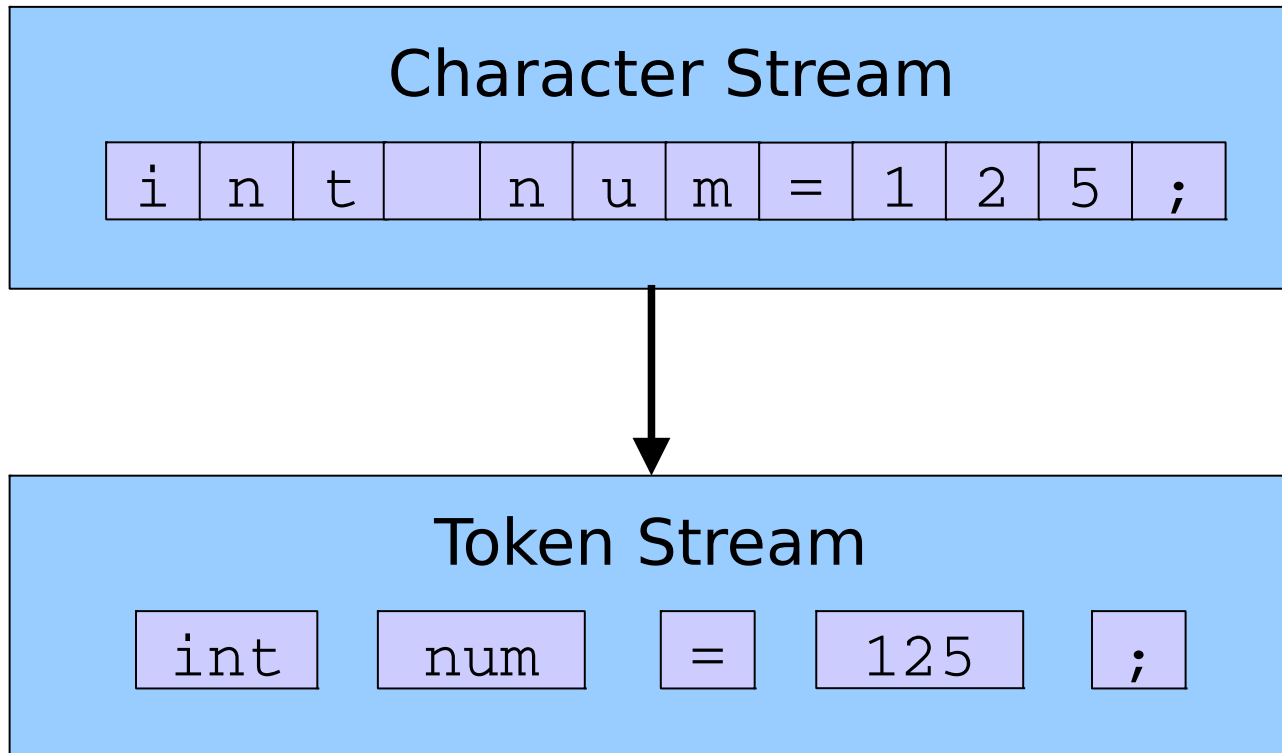 Character Stream
i n t   n u m = 1 2 5 ;
Token Stream
int num = 125 ;